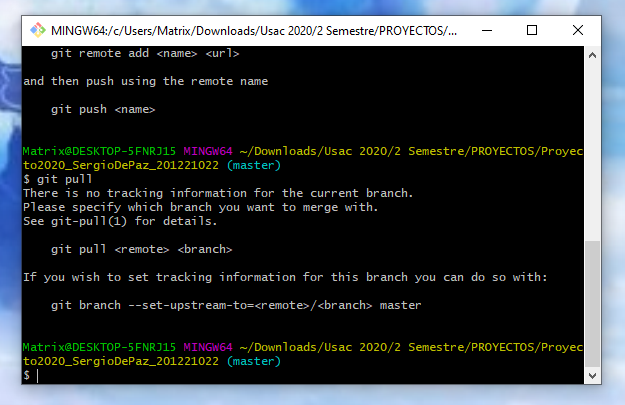 MINGW64:/c/Users/Matrix/Downloads/Usac 2020/2 Semestre/PROYECTOS/...
git remote add <name> <url>
and then push using the remote name
git push <name>
Matrix@DESKTOP-5FNRJ15 MINGW64 ~/Downloads/Usac 2020/2 Semestre/PROYECTOS/Proyec
to2020_SergioDePaz_201221022 (master)
$ git pull
There is no tracking information for the current branch.
Please specify which branch you want to merge with.
See git-pull(1) for details.
git pull <remote> <branch>
If you wish to set tracking information for this branch you can do so with:
git branch --set-upstream-to=<remote>/<branch> master
Matrix@DESKTOP-5FNRJ15 MINGW64 ~/Downloads/Usac 2020/2 Semestre/PROYECTOS/Proyec
to2020_SergioDePaz_201221022 (master)
$